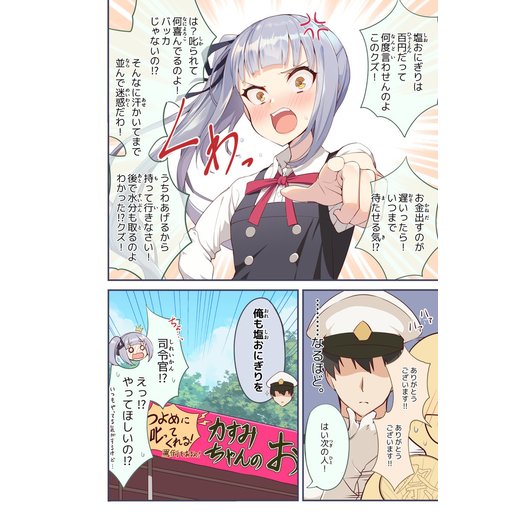 塩おにぎりは
百円だって
何度言わせんのよ
このクズ！
は？叱られて
何喜んでるのよ！
バッカ
じゃないの!?
そんなに汗かいてまで
並んで迷惑だわ！
くわっ
お金出すのが
遅いったら！
いつまで
待たせる気!?
うちわあげるから
持って行きなさい！
後で水分も取るのよ
わかった!?クズ！
ありがとう
ございます!!
ありがとう
ございます!!
はい次の人！
………なるほど。
祭
俺も塩おにぎりを
司令官!?
えっ!?
やってほしいの!?
つよめに
叱って
くれる！
かすみ
ちゃんの
お